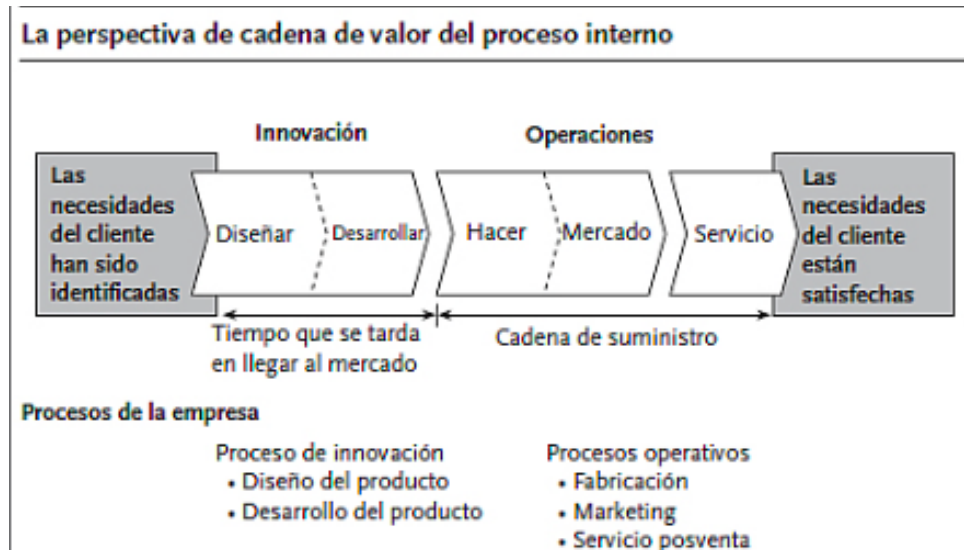 La perspectiva de cadena de valor del proceso interno
Innovación
Operaciones
Las
necesidades
del cliente
han sido
identificadas
Diseñar
Desarrollar
Hacer
Mercado
Servicio
Las
necesidades
del cliente
están
satisfechas
Tiempo que se tarda
en llegar al mercado
Cadena de suministro
Procesos de la empresa
Proceso de innovación
• Diseño del producto
• Desarrollo del producto
Procesos operativos
• Fabricación
• Marketing
• Servicio posventa